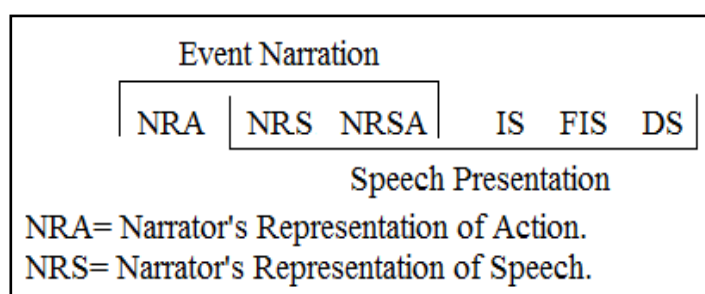 Event Narration
NRA NRS NRSA IS FIS DS
Speech Presentation
NRA= Narrator's Representation of Action.
NRS= Narrator's Representation of Speech.